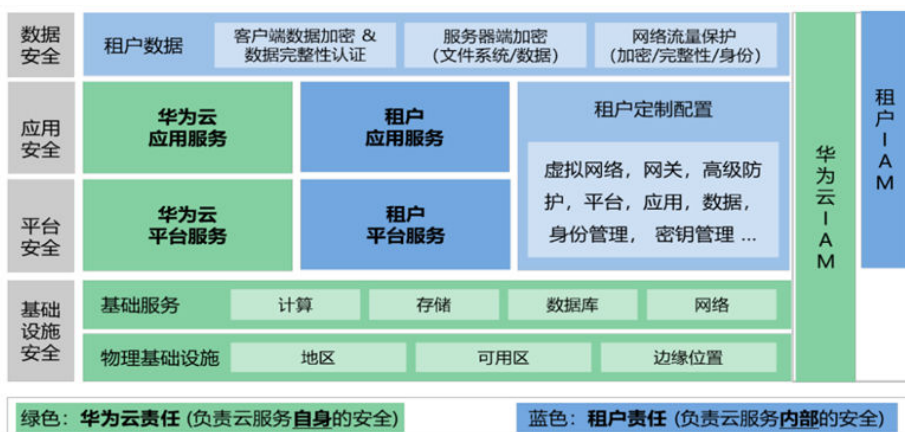 数据
安全
租户数据
客户端数据加密 &
数据完整性认证
服务器端加密
(文件系统/数据)
网络流量保护
(加密/完整性/身份)
应用
安全
华为云
应用服务
租户
应用服务
租户定制配置
虚拟网络，网关，高级防
护，平台，应用，数据，
身份管理， 密钥管理 ...
平台
安全
华为云
平台服务
租户
平台服务
基础
设施
安全
基础服务
计算
存储
数据库
网络
物理基础设施
地区
可用区
边缘位置
华为云IAM
租户IAM
绿色：华为云责任 (负责云服务自身的安全)
蓝色：租户责任 (负责云服务内部的安全)